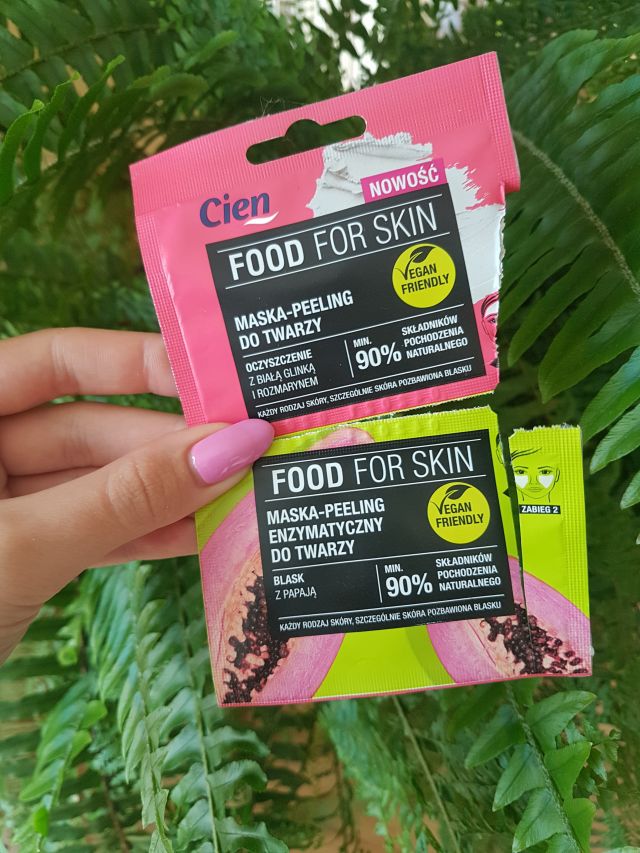 Cien
NOWOŚĆ
FOOD FOR SKIN
VEGAN
FRIENDLY
MASKA-PEELING
DO TWARZY
OCZYSZCZENIE
Z BIAŁĄ GLINKĄ
I ROZMARYNEM
MIN.
90%
SKŁADNIKÓW
POCHODZENIA
NATURALNEGO
KAŻDY RODZAJ SKÓRY, SZCZEGÓLNIE SKÓRA POZBAWIONA BLASKU
FOOD FOR SKIN
MASKA-PEELING
ENZYMATYCZNY
DO TWARZY
VEGAN
FRIENDLY
BLASK
Z PAPAJĄ
MIN.
90%
SKŁADNIKÓW
POCHODZENIA
NATURALNEGO
KAŻDY RODZAJ SKÓRY, SZCZEGÓLNIE SKÓRA POZBAWIONA BLASKU
ZABIEG 2